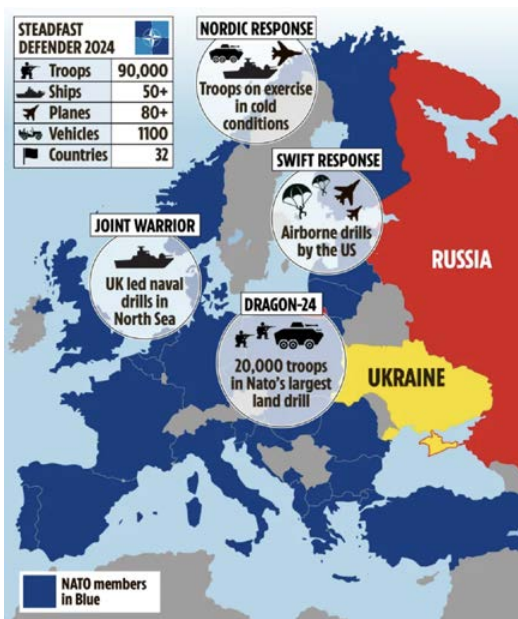 STEADFAST
DEFENDER 2024
Troops 90,000
Ships 50+
Planes 80+
Vehicles 1100
Countries 32
NORDIC RESPONSE
Troops on exercise
in cold
conditions
SWIFT RESPONSE
Airborne drills
by the US
JOINT WARRIOR
UK led naval
drills in
North Sea
RUSSIA
DRAGON-24
20,000 troops
in Nato's largest
land drill
UKRAINE
NATO members
in Blue